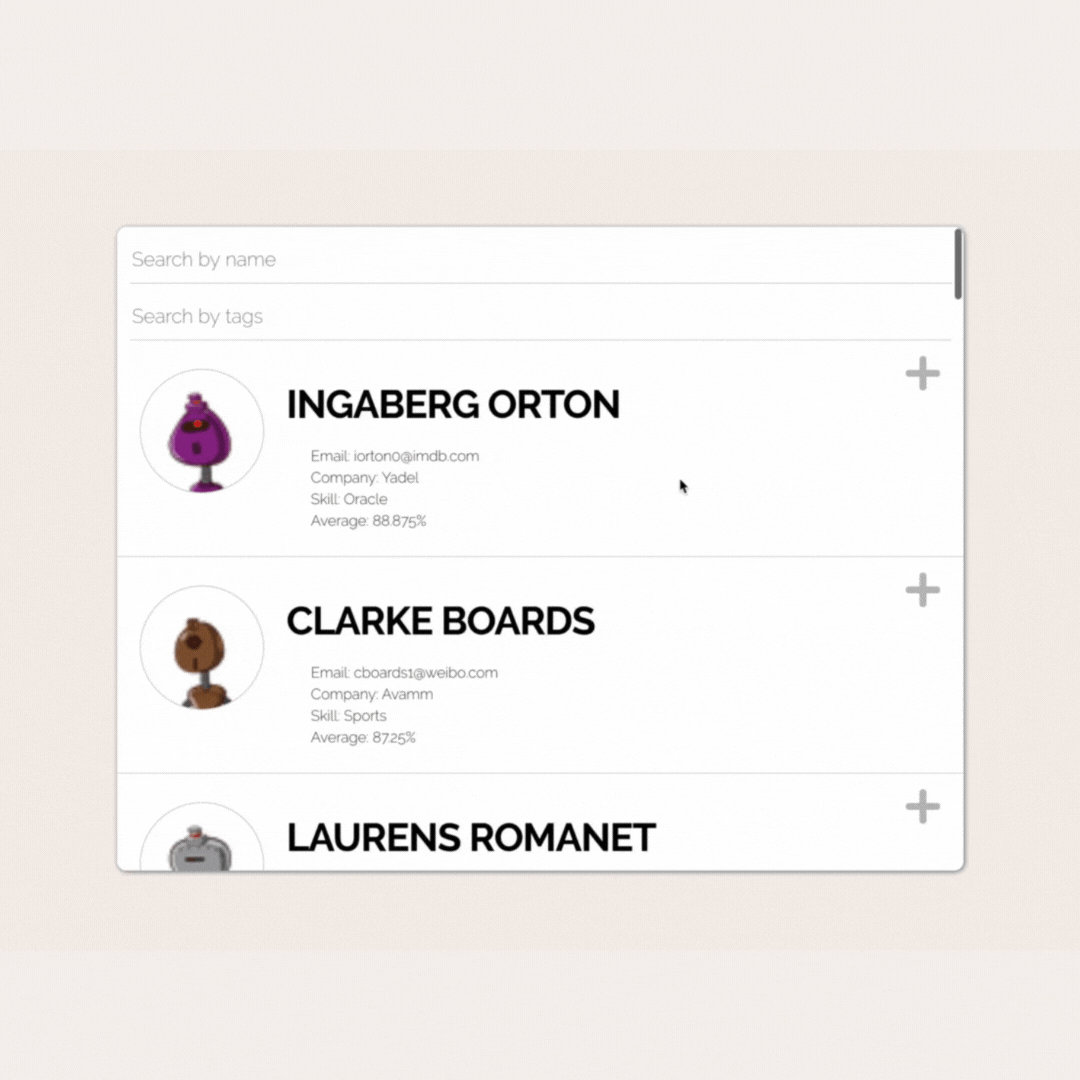 Search by name
Search by tags
INGABERG ORTON
Email: iorton0@imdb.com
Company: Yadel
Skill: Oracle
Average: 88.875%
CLARKE BOARDS
Email: cboards1@weibo.com
Company: Avamm
Skill: Sports
Average: 87.25%
LAURENS ROMANET